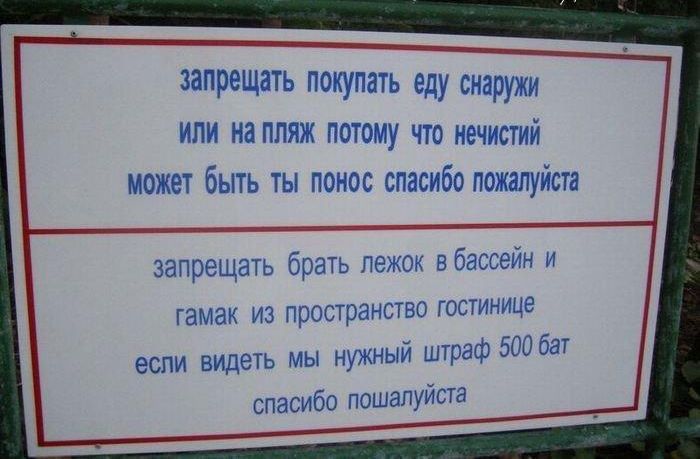 запрещать покупать еду снаружи
или на пляж потому что нечистий
может быть ты понос спасибо пожалуйста
запрещать брать лежок в бассейн и
гамак из пространство гостинице
если видеть мы нужный штраф 500 бат
спасибо пошалуйста